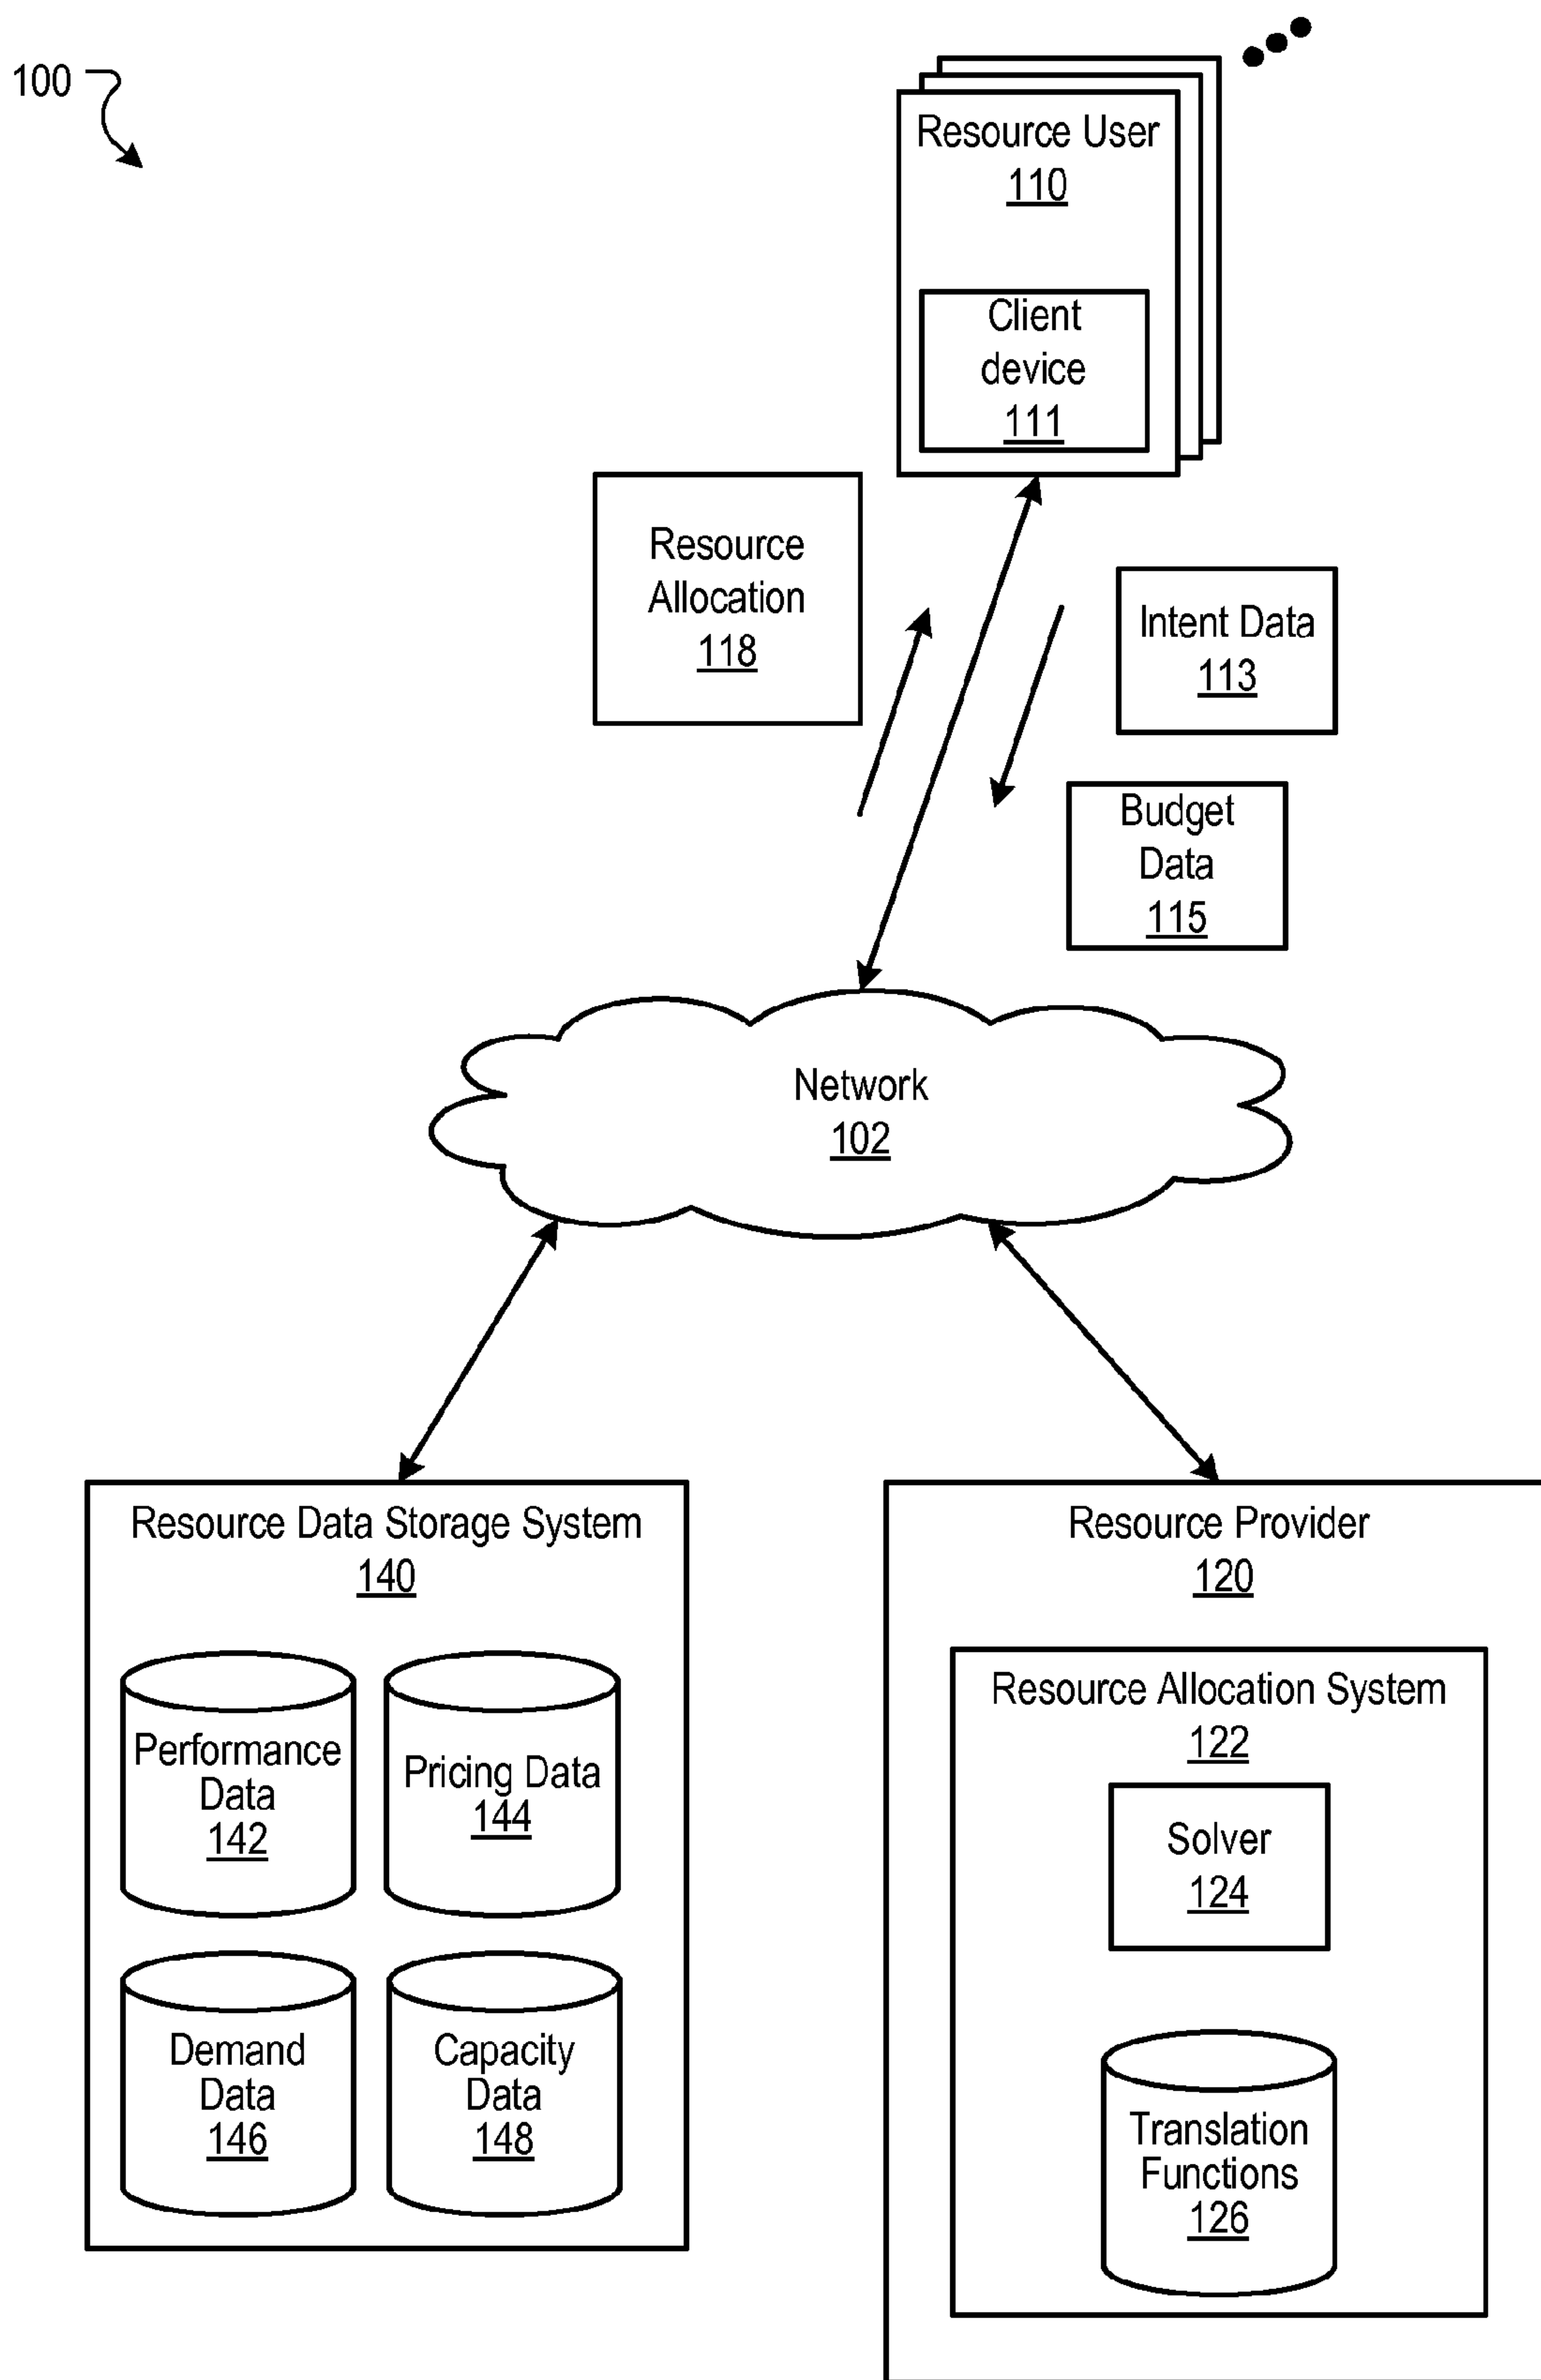 100
Resource User
110
Client
device
111
Resource
Allocation
118
Intent Data
113
Budget
Data
115
Network
102
Resource Data Storage System
140
Performance
Data
142
Pricing Data
144
Demand
Data
146
Capacity
Data
148
Resource Provider
120
Resource Allocation System
122
Solver
124
Translation
Functions
126